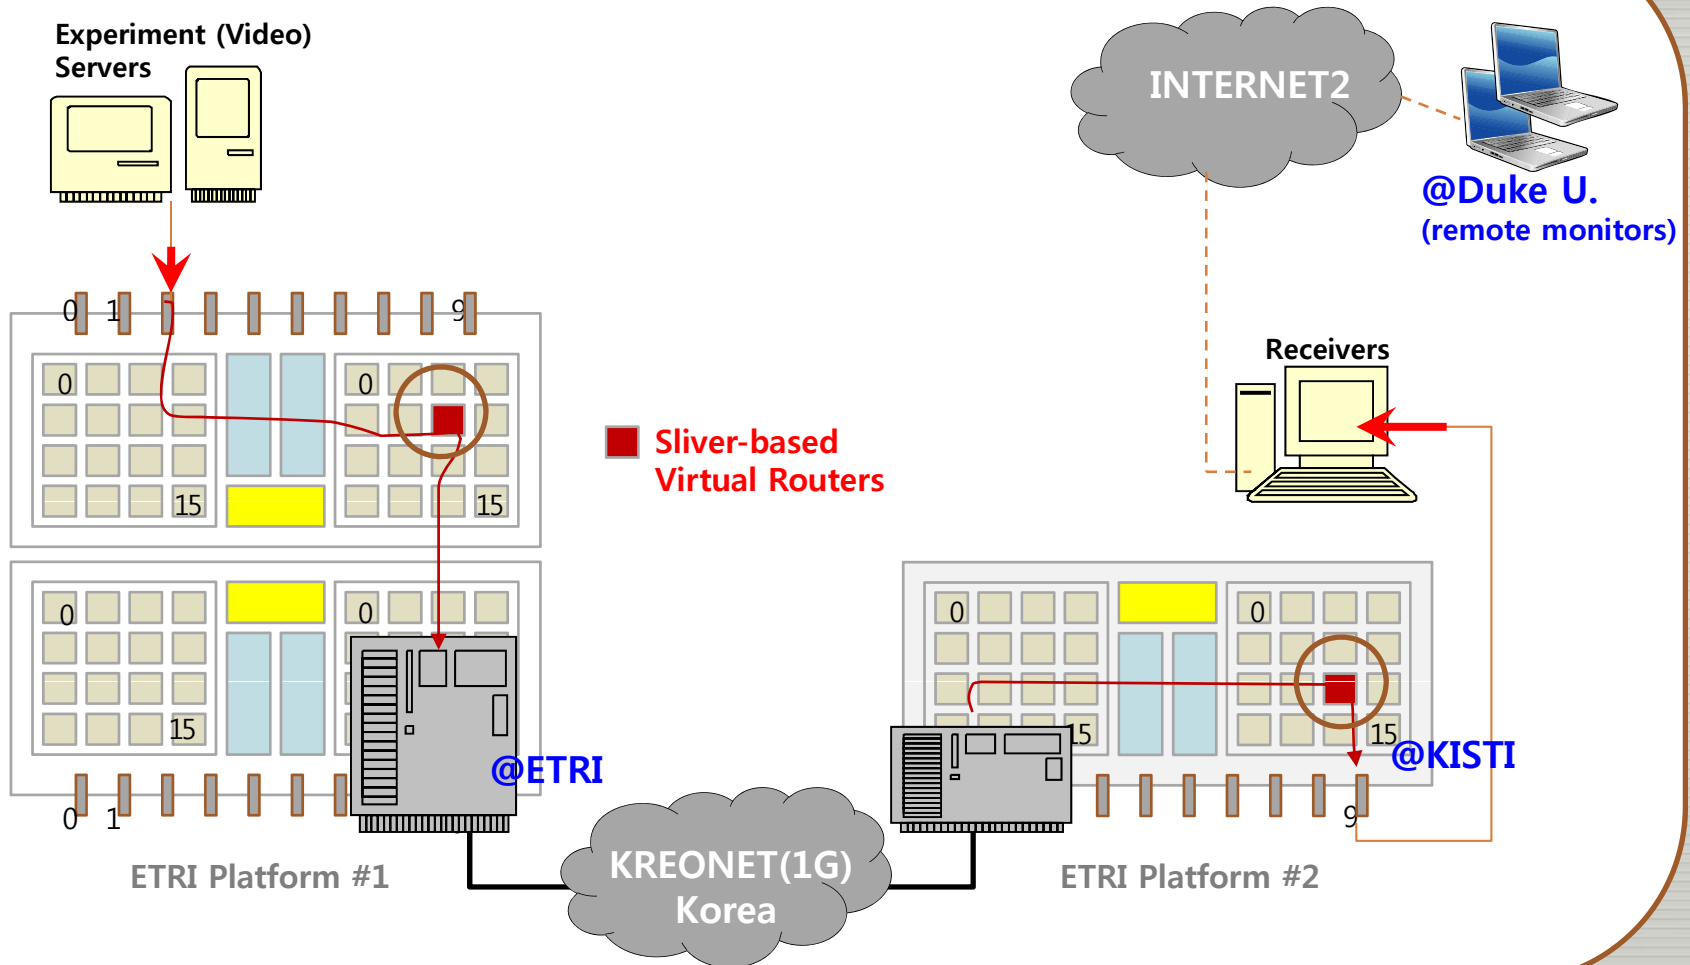 Experiment (Video)
Servers
INTERNET2
@Duke U.
(remote monitors)
0 1 9
Receivers
0 0
Sliver-based
Virtual Routers
15 15
0 0
0 0
15
15 15
@ETRI
@KISTI
0 1
9
KREONET(1G)
Korea
ETRI Platform #1
ETRI Platform #2